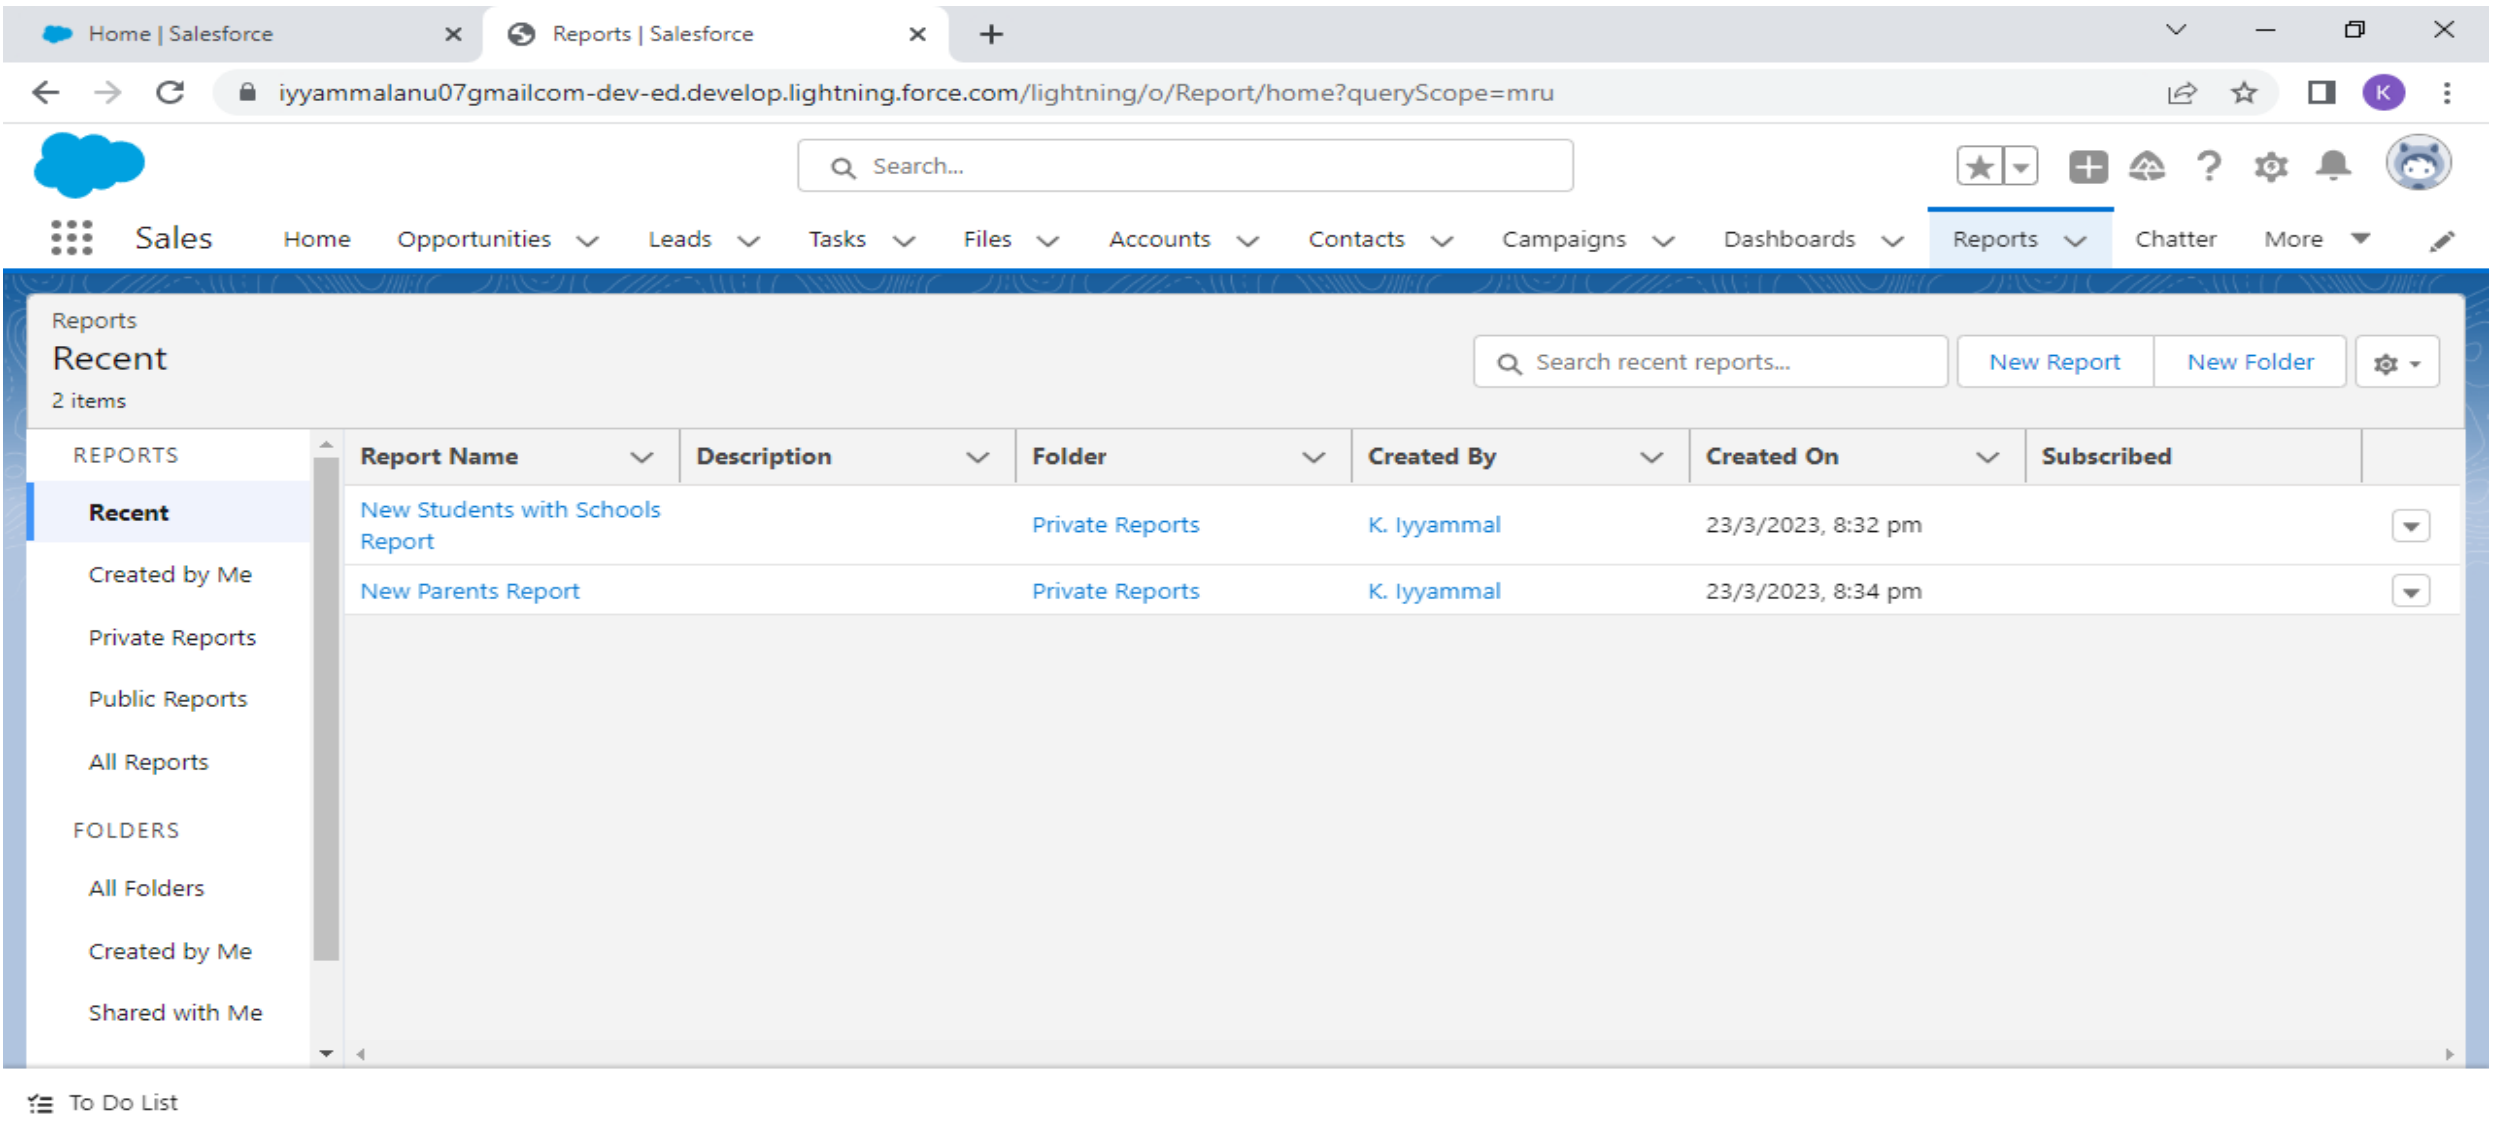 Home | Salesforce
Reports | Salesforce
iyyammalanu07gmailcom-dev-ed.develop.lightning.force.com/lightning/o/Report/home?queryScope=mru
K
Search...
Sales
Home
Opportunities
Leads
Tasks
Files
Accounts
Contacts
Campaigns
Dashboards
Reports
Chatter
More
Reports
Recent
2 items
Search recent reports...
New Report
New Folder
REPORTS
Recent
Created by Me
Private Reports
Public Reports
All Reports
FOLDERS
All Folders
Created by Me
Shared with Me
Report Name
Description
Folder
Created By
Created On
Subscribed
New Students with Schools
Report
Private Reports
K. Iyyammal
23/3/2023, 8:32 pm
New Parents Report
Private Reports
K. Iyyammal
23/3/2023, 8:34 pm
To Do List